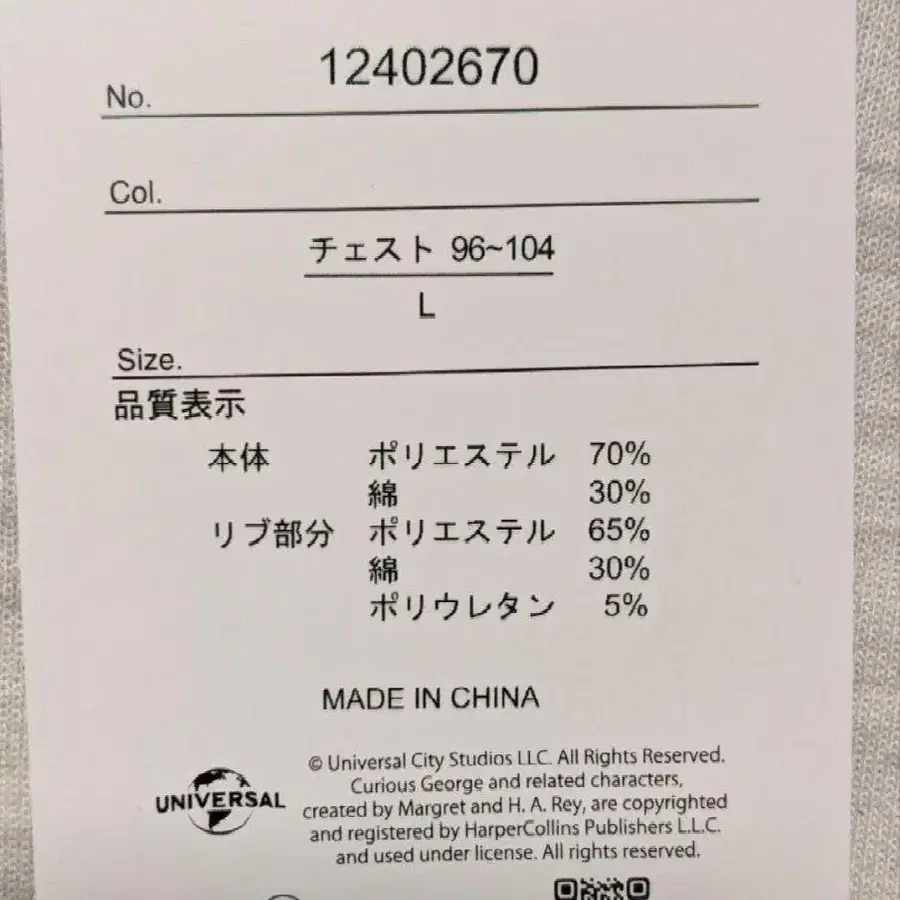 No. 12402670
Col.
チェスト 96~104
L
Size.
品質表示
本体 ポリエステル 70%
綿 30%
リブ部分 ポリエステル 65%
綿 30%
ポリウレタン 5%
MADE IN CHINA
UNIVERSAL
© Universal City Studios LLC. All Rights Reserved.
Curious George and related characters,
created by Margret and H. A. Rey, are copyrighted
and registered by HarperCollins Publishers L.L.C.
and used under license. All rights reserved.